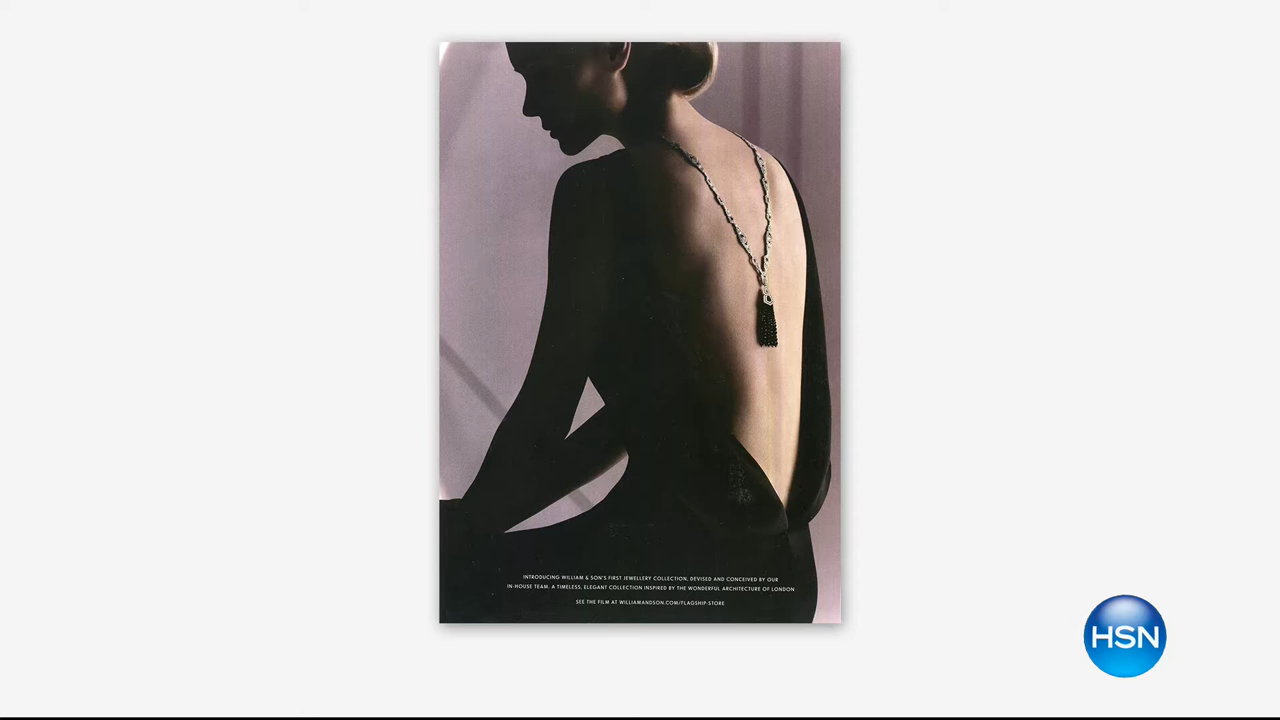 INTRODUCING WILLIAM & SON'S FIRST JEWELLERY COLLECTION, DEVISED AND CONCEIVED BY OUR
IN-HOUSE TEAM. A TIMELESS, ELEGANT COLLECTION INSPIRED BY THE WONDERFUL ARCHITECTURE OF LONDON
SEE THE FILM AT WILLIAMANDSON.COM/FLAGSHIP-STORE
HSN